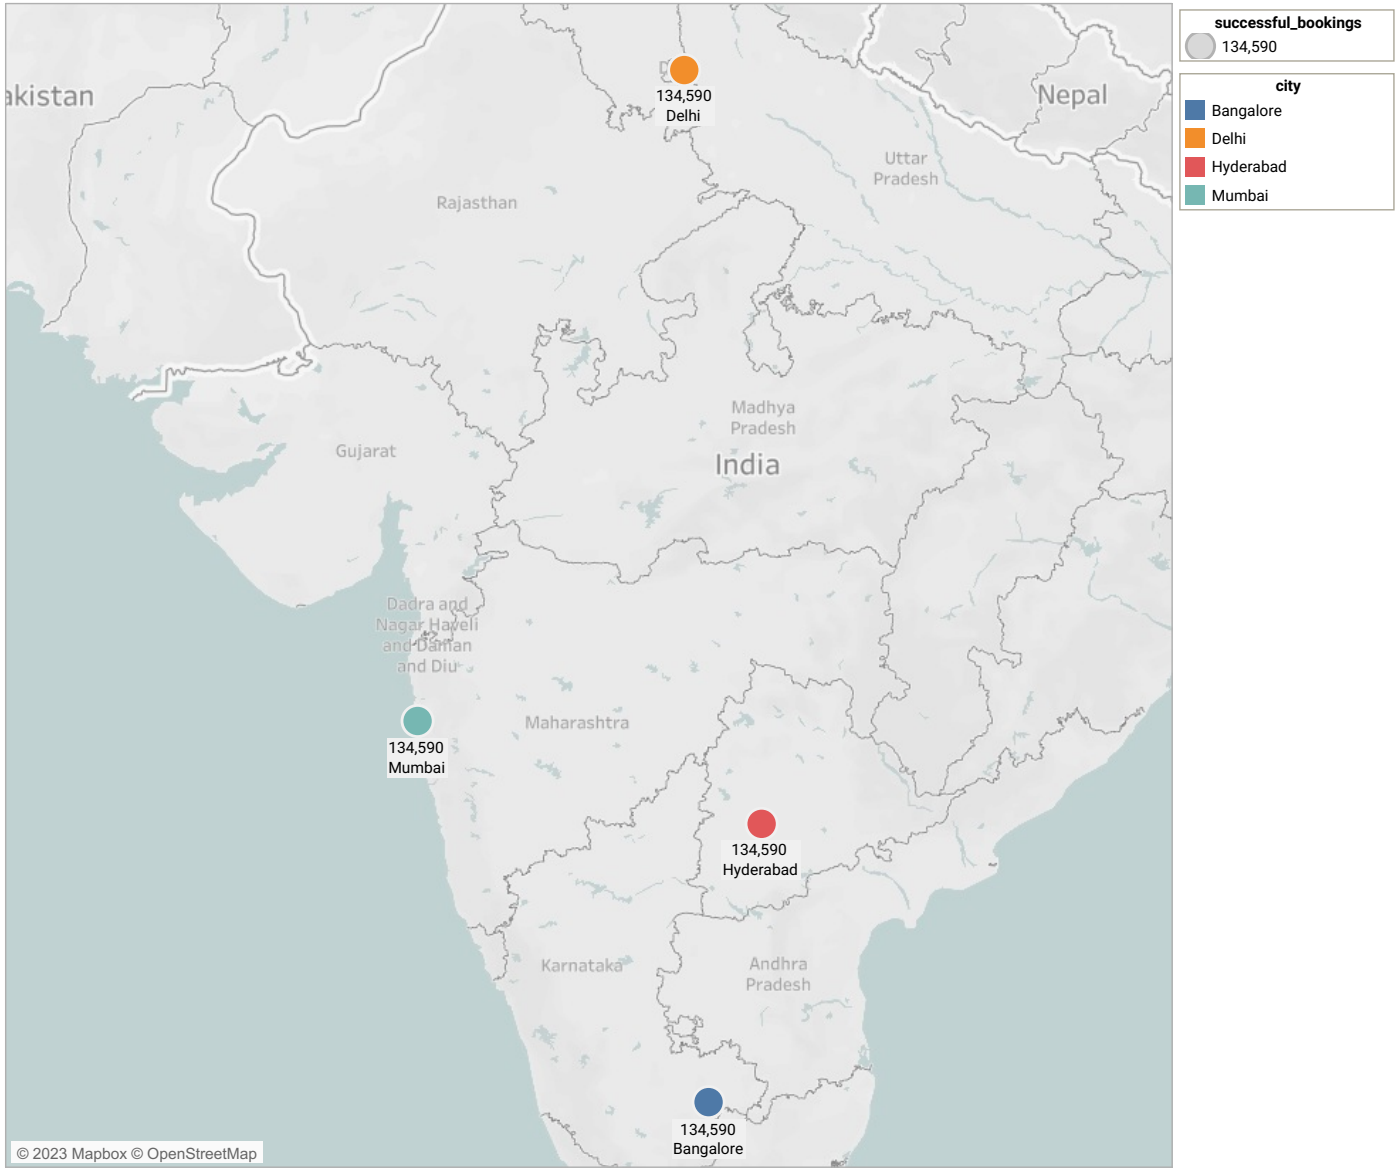 akistan
Nepal
134,590
Delhi
Uttar
Pradesh
Rajasthan
Madhya
Pradesh
India
Gujarat
Dadra and
Nagar Haveli
and Daman
and Diu
134,590
Mumbai
Maharashtra
134,590
Hyderabad
Karnataka
Andhra
Pradesh
134,590
Bangalore
© 2023 Mapbox © OpenStreetMap
successful_bookings
134,590
city
Bangalore
Delhi
Hyderabad
Mumbai